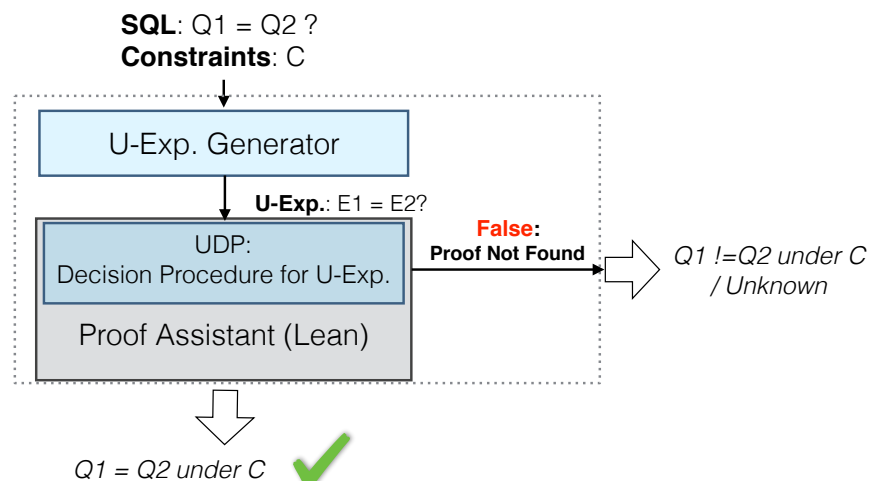 SQL: Q1 = Q2 ?
Constraints: C
U-Exp. Generator
U-Exp.: E1 = E2?
UDP:
Decision Procedure for U-Exp.
Proof Assistant (Lean)
False:
Proof Not Found
Q1 !=Q2 under C
/ Unknown
Q1 = Q2 under C